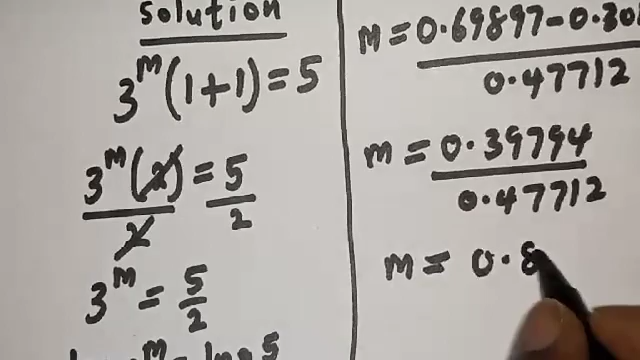 solution
3^m(1+1)=5
3^m(2)/2 = 5/2
3^m = 5/2
m = 0.69897-0.30/0.47712
m = 0.39794/0.47712
m = 0.8